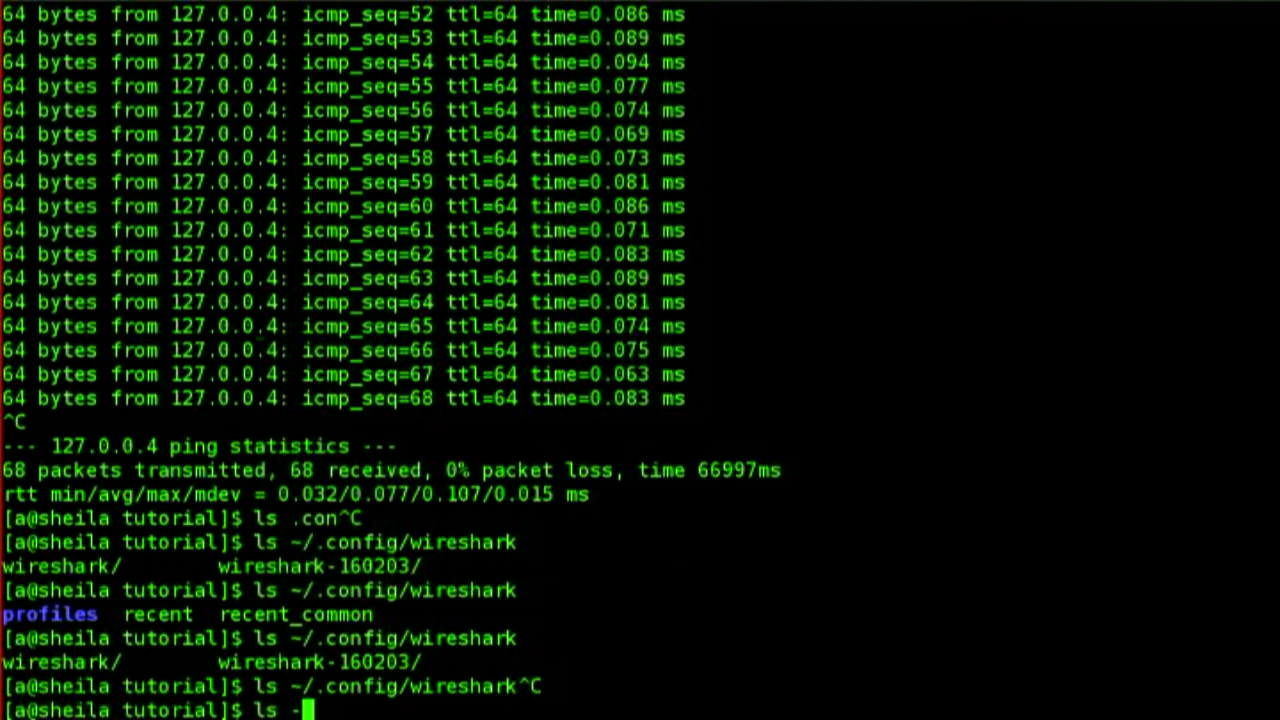 64 bytes from 127.0.0.4: icmp_seq=52 ttl=64 time=0.086 ms
64 bytes from 127.0.0.4: icmp_seq=53 ttl=64 time=0.089 ms
64 bytes from 127.0.0.4: icmp_seq=54 ttl=64 time=0.094 ms
64 bytes from 127.0.0.4: icmp_seq=55 ttl=64 time=0.077 ms
64 bytes from 127.0.0.4: icmp_seq=56 ttl=64 time=0.074 ms
64 bytes from 127.0.0.4: icmp_seq=57 ttl=64 time=0.069 ms
64 bytes from 127.0.0.4: icmp_seq=58 ttl=64 time=0.073 ms
64 bytes from 127.0.0.4: icmp_seq=59 ttl=64 time=0.081 ms
64 bytes from 127.0.0.4: icmp_seq=60 ttl=64 time=0.086 ms
64 bytes from 127.0.0.4: icmp_seq=61 ttl=64 time=0.071 ms
64 bytes from 127.0.0.4: icmp_seq=62 ttl=64 time=0.083 ms
64 bytes from 127.0.0.4: icmp_seq=63 ttl=64 time=0.089 ms
64 bytes from 127.0.0.4: icmp_seq=64 ttl=64 time=0.081 ms
64 bytes from 127.0.0.4: icmp_seq=65 ttl=64 time=0.074 ms
64 bytes from 127.0.0.4: icmp_seq=66 ttl=64 time=0.075 ms
64 bytes from 127.0.0.4: icmp_seq=67 ttl=64 time=0.063 ms
64 bytes from 127.0.0.4: icmp_seq=68 ttl=64 time=0.083 ms
^C
--- 127.0.0.4 ping statistics ---
68 packets transmitted, 68 received, 0% packet loss, time 66997ms
rtt min/avg/max/mdev = 0.032/0.077/0.107/0.015 ms
[a@sheila tutorial]$ ls .con^C
[a@sheila tutorial]$ ls ~/.config/wireshark
wireshark/        wireshark-160203/
[a@sheila tutorial]$ ls ~/.config/wireshark
profiles  recent  recent_common
[a@sheila tutorial]$ ls ~/.config/wireshark
wireshark/        wireshark-160203/
[a@sheila tutorial]$ ls ~/.config/wireshark^C
[a@sheila tutorial]$ ls -